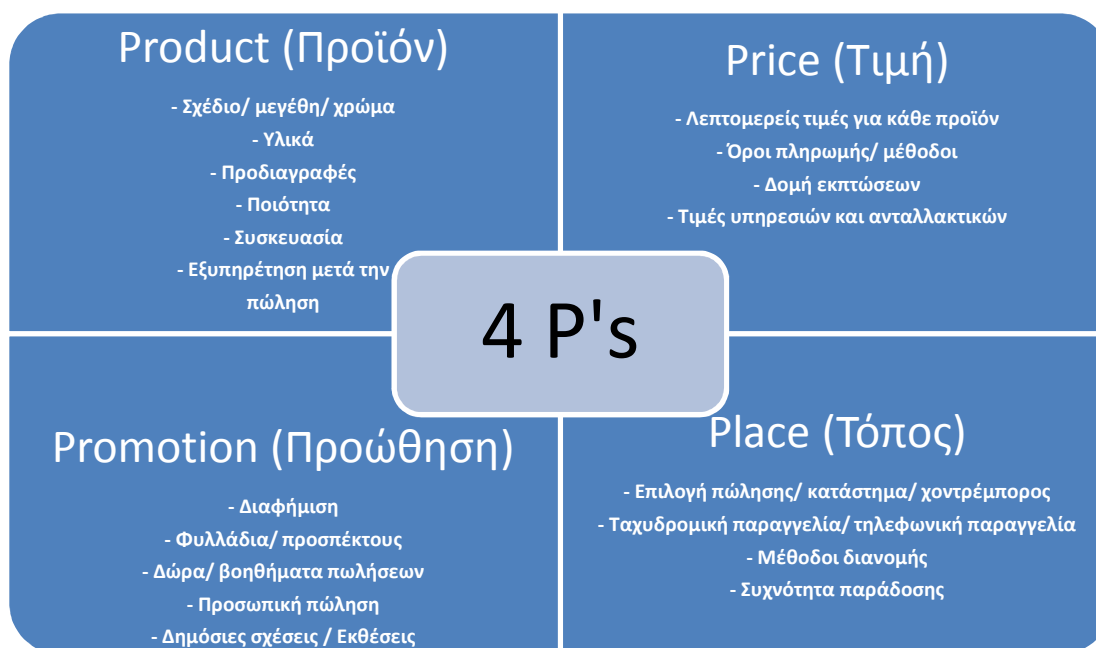 Product (Προϊόν)
- Σχέδιο/ μεγέθη/ χρώμα
- Υλικά
- Προδιαγραφές
- Ποιότητα
- Συσκευασία
- Εξυπηρέτηση μετά την
πώληση
Price (Τιμή)
- Λεπτομερείς τιμές για κάθε προϊόν
- Όροι πληρωμής/ μέθοδοι
- Δομή εκπτώσεων
- Τιμές υπηρεσιών και ανταλλακτικών
4 P's
Promotion (Προώθηση)
- Διαφήμιση
- Φυλλάδια/ προσπέκτους
- Δώρα/ βοηθήματα πωλήσεων
- Προσωπική πώληση
- Δημόσιες σχέσεις / Εκθέσεις
Place (Τόπος)
- Επιλογή πώλησης/ κατάστημα/ χοντρέμπορος
- Ταχυδρομική παραγγελία/ τηλεφωνική παραγγελία
- Μέθοδοι διανομής
- Συχνότητα παράδοσης